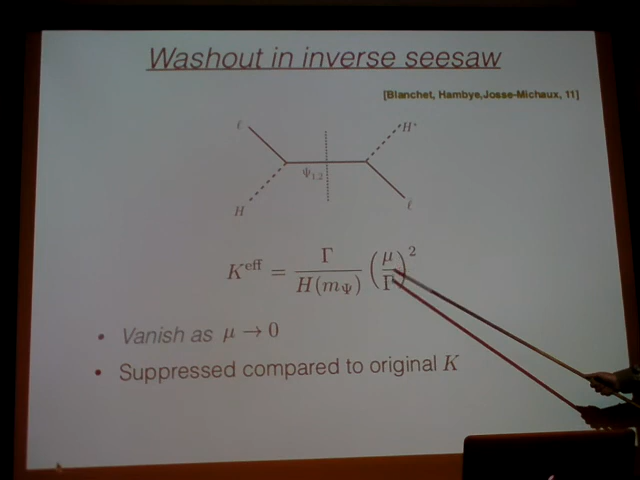 Washout in inverse seesaw
[Blanchet, Hambye,Josse-Michaux, 11]
ℓ H*
Ψ1,2
H ℓ
K^eff = Γ / H(mΨ) (μ / Γ)^2
• Vanish as μ → 0
• Suppressed compared to original K